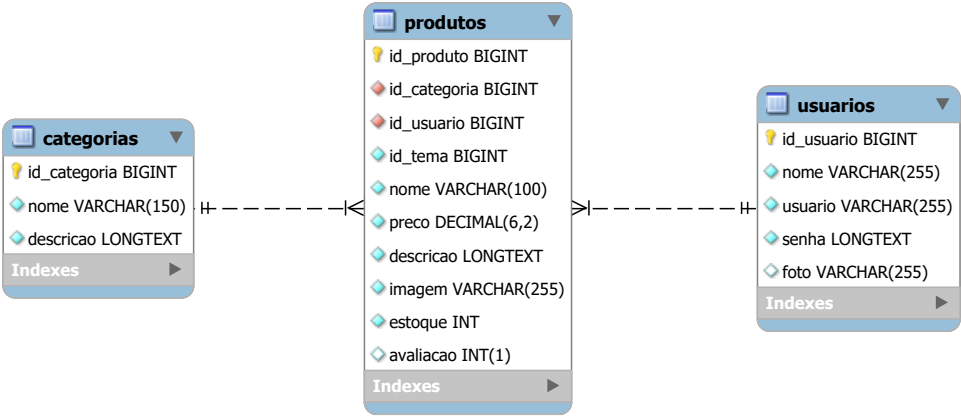 categorias
id_categoria BIGINT
nome VARCHAR(150)
descricao LONGTEXT
Indexes
produtos
id_produto BIGINT
id_categoria BIGINT
id_usuario BIGINT
id_tema BIGINT
nome VARCHAR(100)
preco DECIMAL(6,2)
descricao LONGTEXT
imagem VARCHAR(255)
estoque INT
avaliacao INT(1)
Indexes
usuarios
id_usuario BIGINT
nome VARCHAR(255)
usuario VARCHAR(255)
senha LONGTEXT
foto VARCHAR(255)
Indexes